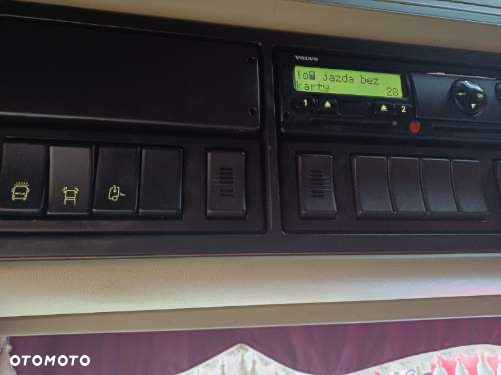 VOLVO
!o jazda bez
karty 28
1 2
OTOMOTO